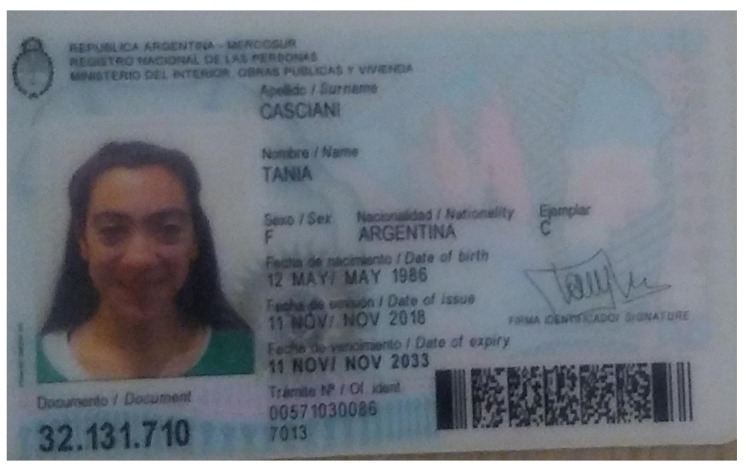 REPUBLICA ARGENTINA - MERCOSUR
REGISTRO NACIONAL DE LAS PERSONAS
MINISTERIO DEL INTERIOR, OBRAS PUBLICAS Y VIVIENDA
Apellido / Surname
CASCIANI
Nombre / Name
TANIA
Sexo / Sex Nacionalidad / Nationality Ejemplar
F ARGENTINA C
Fecha de nacimiento / Date of birth
12 MAY/ MAY 1986
Fecha de emisión / Date of issue
11 NOV/ NOV 2018
FIRMA IDENTIFICADO/ SIGNATURE
Fecha de vencimiento / Date of expiry
11 NOV/ NOV 2033
Documento / Document
32.131.710
Trámite Nº / Of. ident.
00571030086
7013